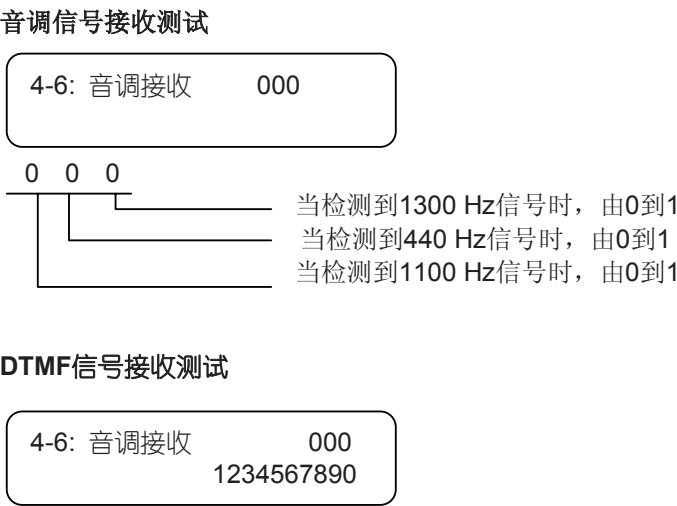 音调信号接收测试
4-6: 音调接收 000
0 0 0
当检测到1300 Hz信号时，由0到1
当检测到440 Hz信号时，由0到1
当检测到1100 Hz信号时，由0到1
DTMF信号接收测试
4-6: 音调接收 000
1234567890